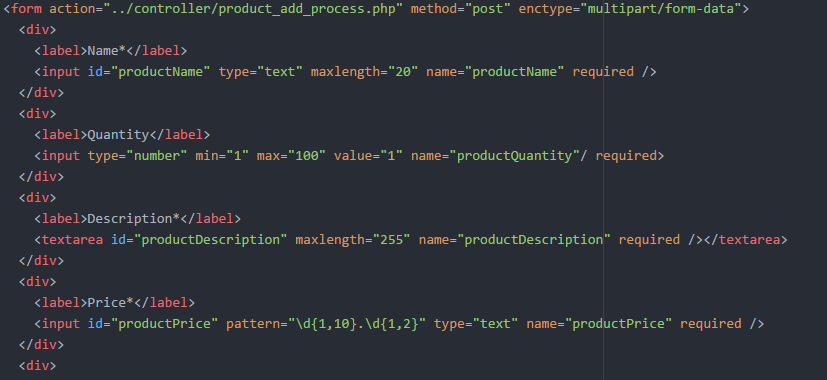 <form action="../controller/product_add_process.php" method="post" enctype="multipart/form-data">
<div>
<label>Name*</label>
<input id="productName" type="text" maxlength="20" name="productName" required />
</div>
<div>
<label>Quantity</label>
<input type="number" min="1" max="100" value="1" name="productQuantity"/ required>
</div>
<div>
<label>Description*</label>
<textarea id="productDescription" maxlength="255" name="productDescription" required /></textarea>
</div>
<div>
<label>Price*</label>
<input id="productPrice" pattern="\d{1,10}.\d{1,2}" type="text" name="productPrice" required />
</div>
<div>